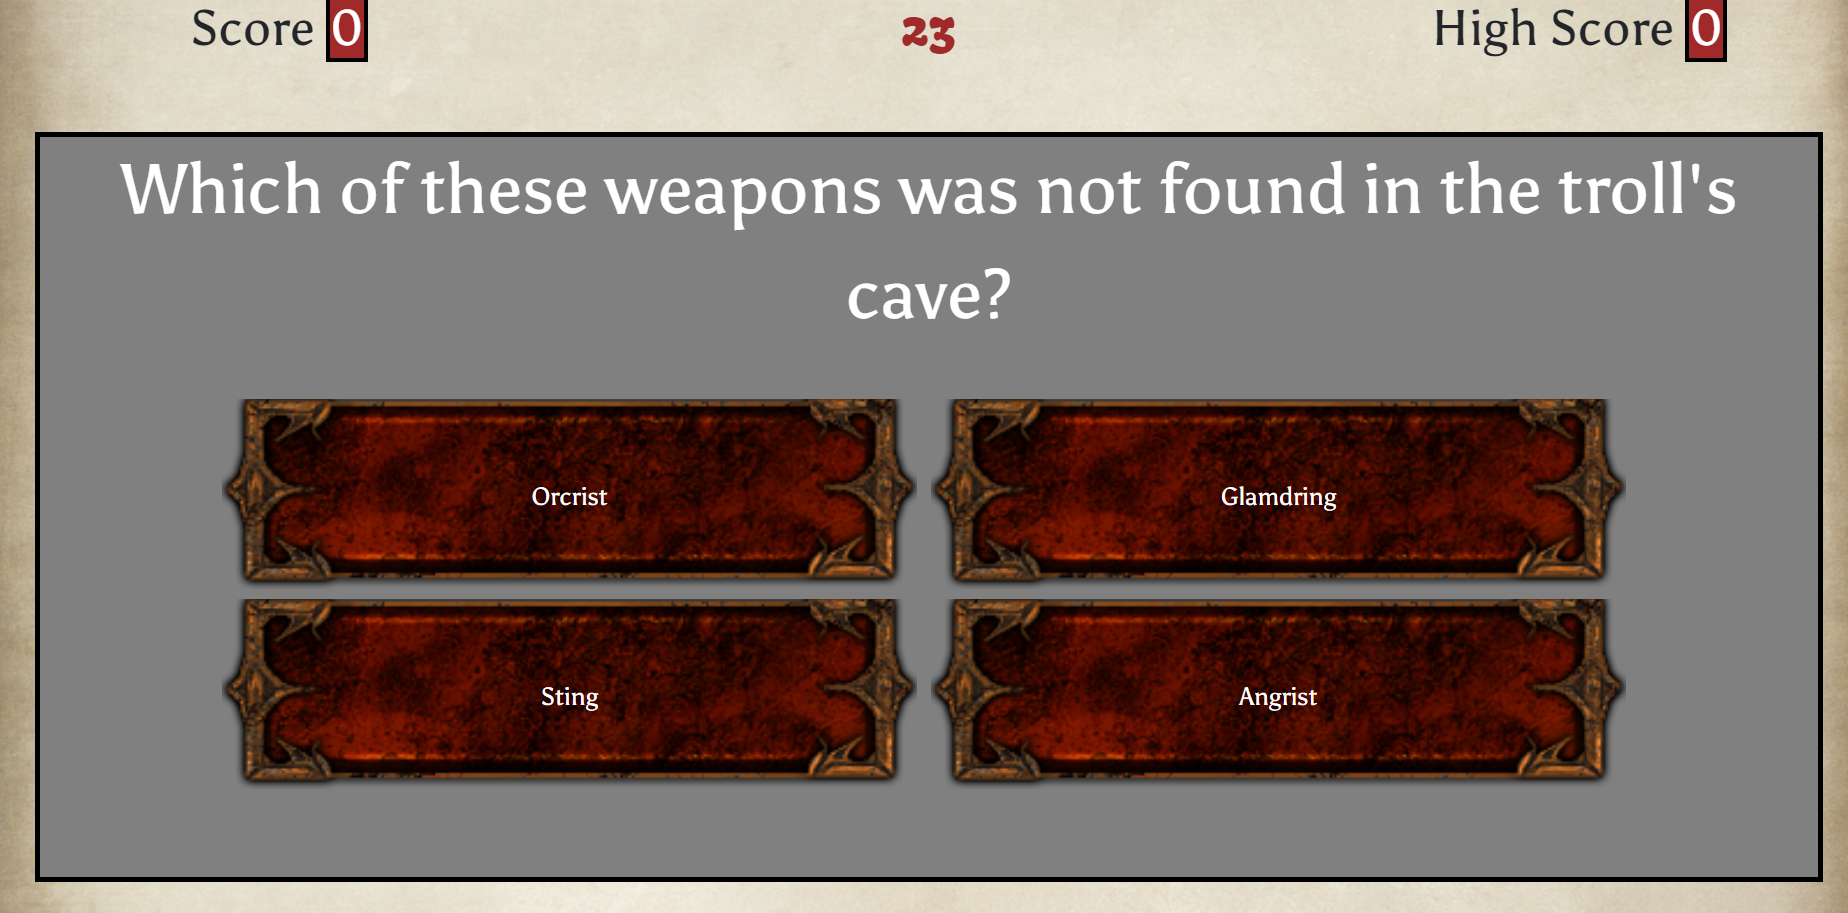 Score 0
23
High Score 0
Which of these weapons was not found in the troll's
cave?
Orcrist
Glamdring
Sting
Angrist